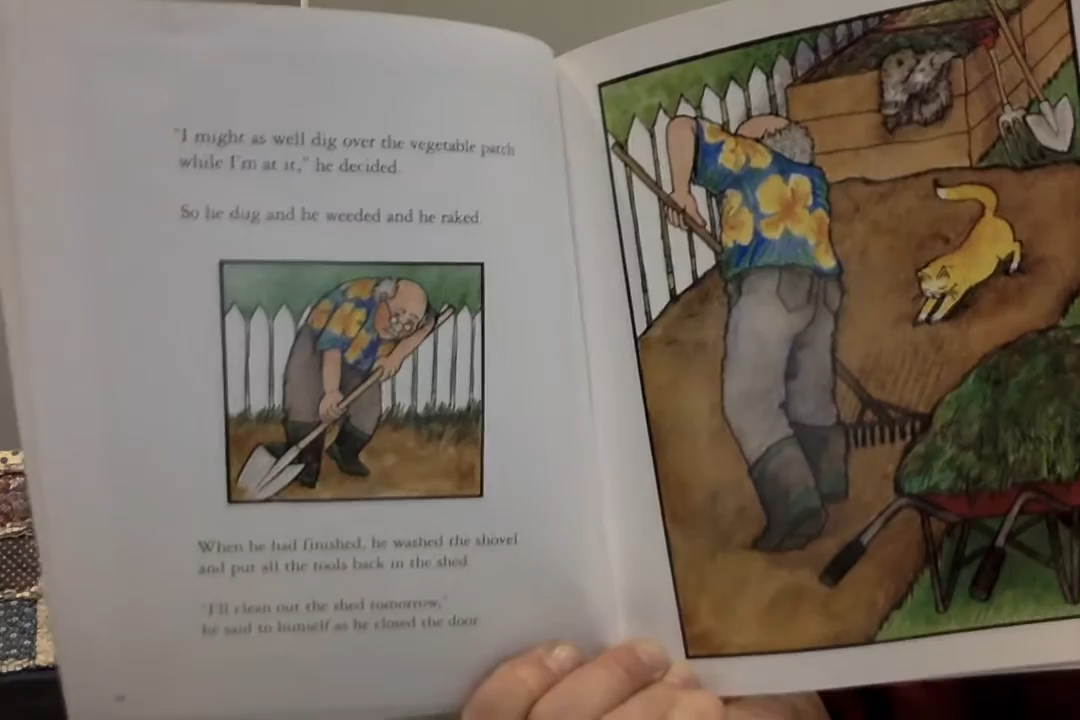 "I might as well dig over the vegetable patch
while I'm at it," he decided.
So he dug and he weeded and he raked.
When he had finished, he washed the shovel
and put all the tools back in the shed
"I'll clean out the shed tomorrow,"
he said to himself as he closed the door